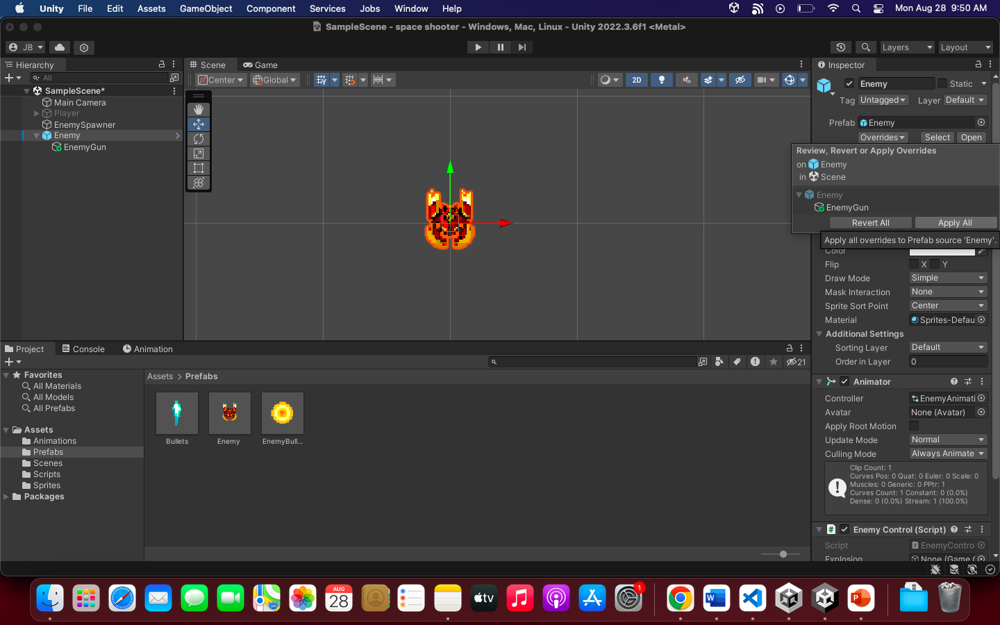 Unity File Edit Assets GameObject Component Services Jobs Window Help Mon Aug 28 9:50 AM
SampleScene - space shooter - Windows, Mac, Linux - Unity 2022.3.6f1 <Metal>
JB Layers Layout
Hierarchy
All
SampleScene*
Main Camera
Player
EnemySpawner
Enemy
EnemyGun
Scene Game
Center Global 2D
Inspector
Enemy Static
Tag Untagged Layer Default
Prefab Enemy
Overrides Select Open
Review, Revert or Apply Overrides
on Enemy
in Scene
Enemy
EnemyGun
Revert All Apply All
Apply all overrides to Prefab source 'Enemy'.
Color
Flip X Y
Draw Mode Simple
Mask Interaction None
Sprite Sort Point Center
Material Sprites-Defau
Additional Settings
Sorting Layer Default
Order in Layer 0
Animator
Controller EnemyAnimati
Avatar None (Avatar)
Apply Root Motion
Update Mode Normal
Culling Mode Always Animate
Clip Count: 1
Curves Pos: 0 Quat: 0 Euler: 0 Scale: 0
Muscles: 0 Generic: 0 PPtr: 1
Curves Count: 1 Constant: 0 (0.0%)
Dense: 0 (0.0%) Stream: 1 (100.0%)
Enemy Control (Script)
Script EnemyContro
Explosion None (Game
Project Console Animation
21
Favorites
All Materials
All Models
All Prefabs
Assets
Animations
Prefabs
Scenes
Scripts
Sprites
Packages
Assets > Prefabs
Bullets Enemy EnemyBull...
AUG
28
tv
1
W
P